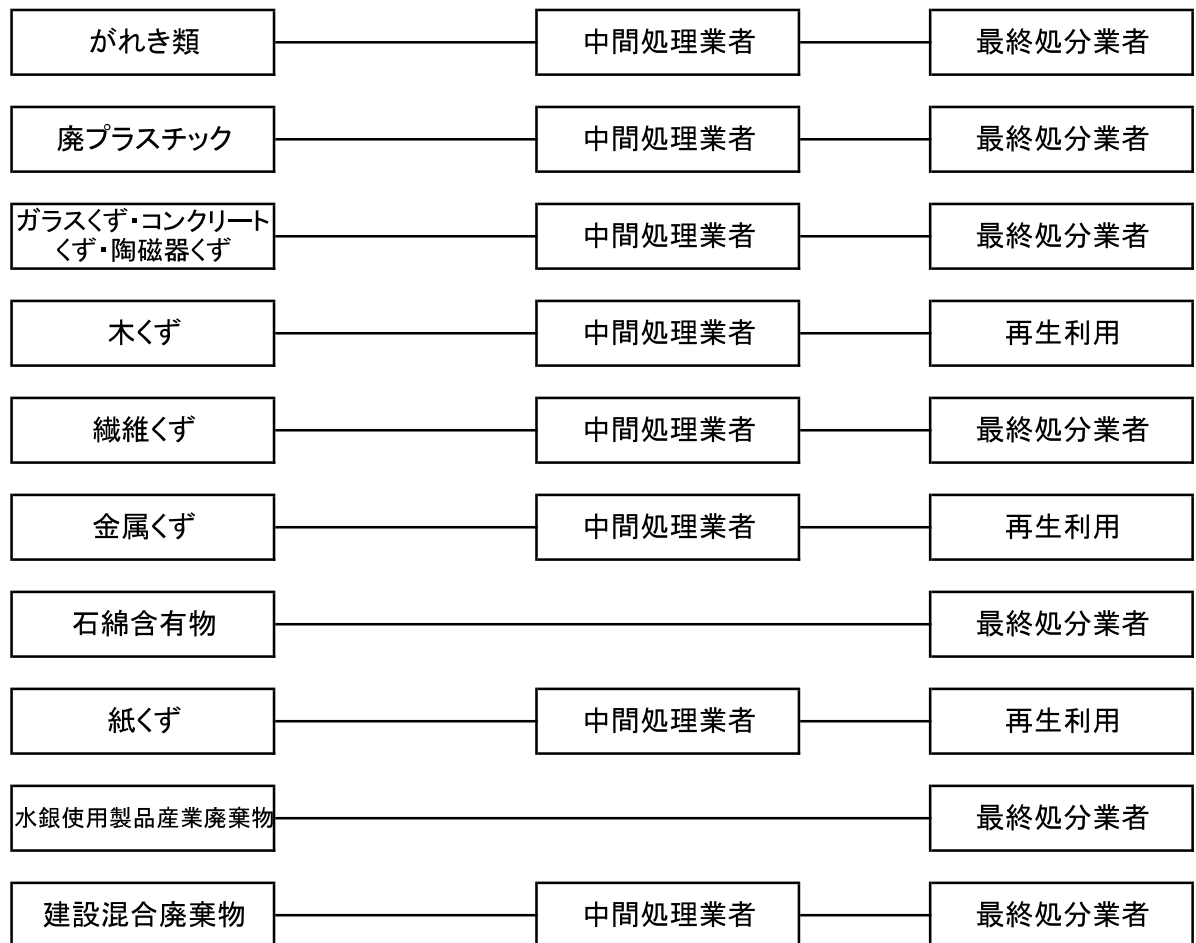 がれき類
中間処理業者
最終処分業者
廃プラスチック
中間処理業者
最終処分業者
ガラスくず・コンクリート
くず・陶磁器くず
中間処理業者
最終処分業者
木くず
中間処理業者
再生利用
繊維くず
中間処理業者
最終処分業者
金属くず
中間処理業者
再生利用
石綿含有物
最終処分業者
紙くず
中間処理業者
再生利用
水銀使用製品産業廃棄物
最終処分業者
建設混合廃棄物
中間処理業者
最終処分業者